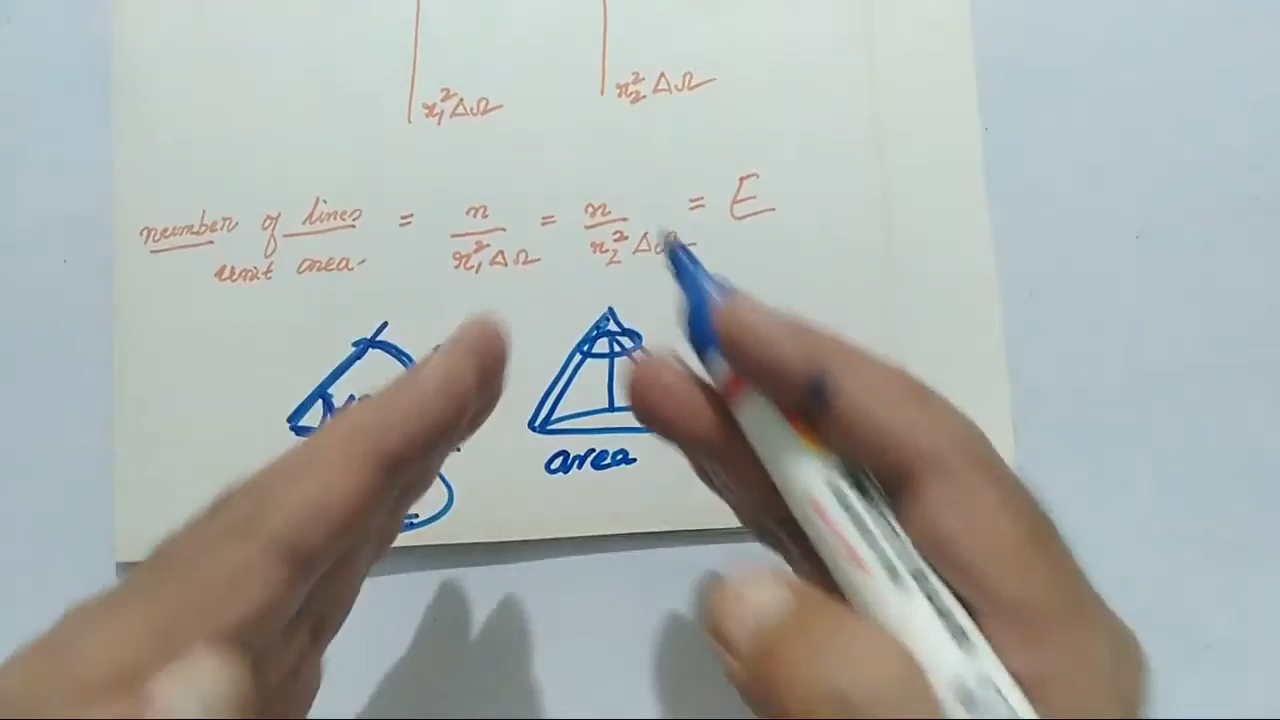 r₁²ΔΩ r₂²ΔΩ
number of lines = n = n = E
unit area. r₁²ΔΩ r₂²ΔΩ
area